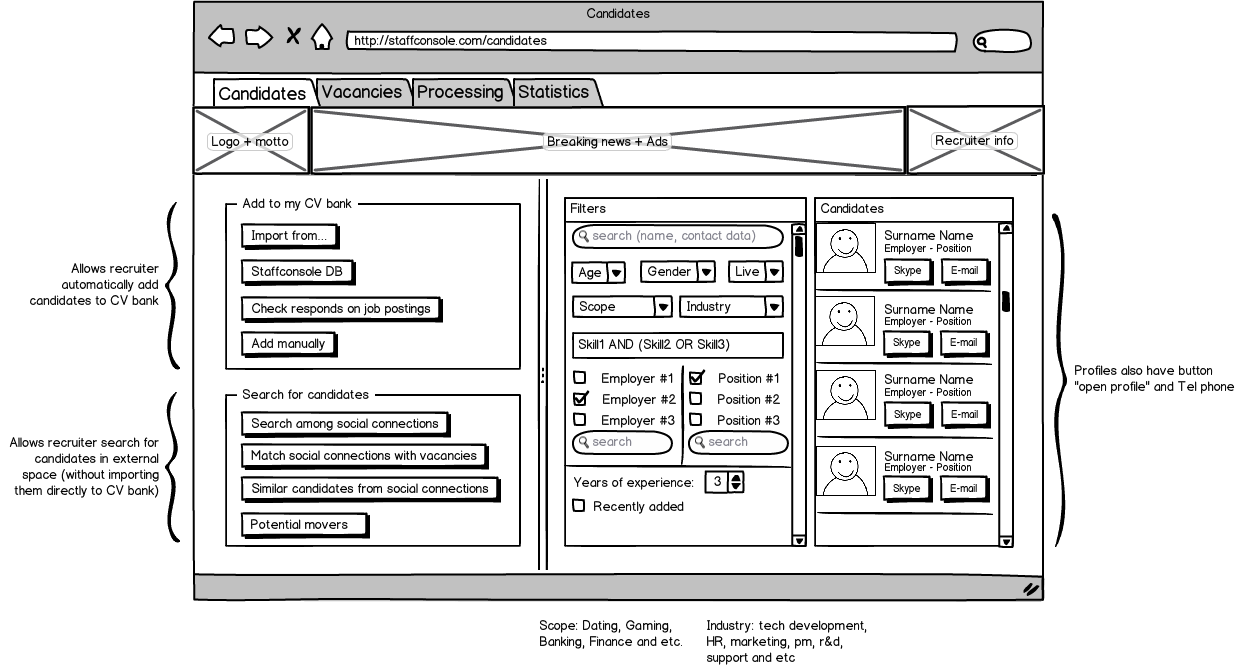 Candidates
http://staffconsole.com/candidates
Candidates
Vacancies
Processing
Statistics
Logo + motto
Breaking news + Ads
Recruiter info
Allows recruiter
automatically add
candidates to CV bank
Add to my CV bank
Import from...
Staffconsole DB
Check responds on job postings
Add manually
Allows recruiter search for
candidates in external
space (without importing
them directly to CV bank)
Search for candidates
Search among social connections
Match social connections with vacancies
Similar candidates from social connections
Potential movers
Filters
search (name, contact data)
Age
Gender
Live
Scope
Industry
Skill1 AND (Skill2 OR Skill3)
Employer #1
Employer #2
Employer #3
search
Position #1
Position #2
Position #3
search
Years of experience:
3
Recently added
Candidates
Surname Name
Employer - Position
Skype
E-mail
Surname Name
Employer - Position
Skype
E-mail
Surname Name
Employer - Position
Skype
E-mail
Surname Name
Employer - Position
Skype
E-mail
Profiles also have button
"open profile" and Tel phone
Scope: Dating, Gaming,
Banking, Finance and etc.
Industry: tech development,
HR, marketing, pm, r&d,
support and etc